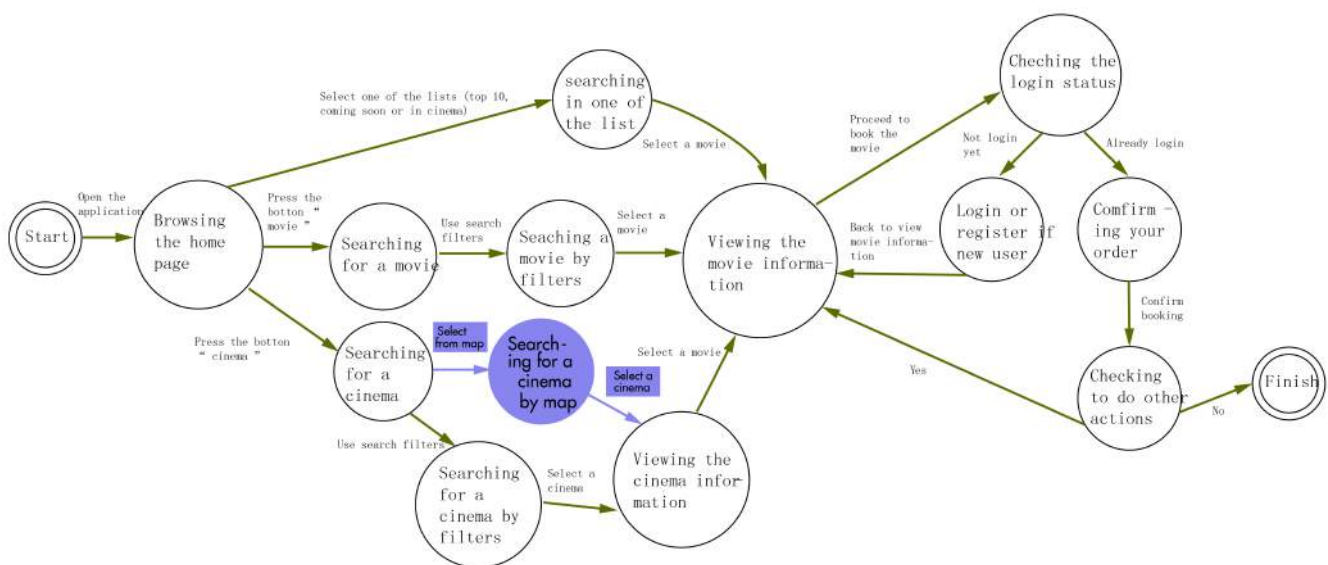 Start
Open the
application
Browsing
the home
page
Select one of the lists (top 10,
coming soon or in cinema)
searching
in one of
the list
Select a movie
Press the
botton “
movie ”
Searching
for a movie
Use search
filters
Seaching a
movie by
filters
Select a
movie
Viewing the
movie informa-
tion
Press the botton
“ cinema ”
Searching
for a
cinema
Select
from map
Search-
ing for a
cinema
by map
Select a
cinema
Use search filters
Searching
for a
cinema by
filters
Select a
cinema
Viewing the
cinema infor-
mation
Select a movie
Proceed to
book the
movie
Cheching the
login status
Not login
yet
Already login
Login or
register if
new user
Back to view
movie informa-
tion
Comfirm -
ing your
order
Confirm
booking
Checking
to do other
actions
Yes
No
Finish